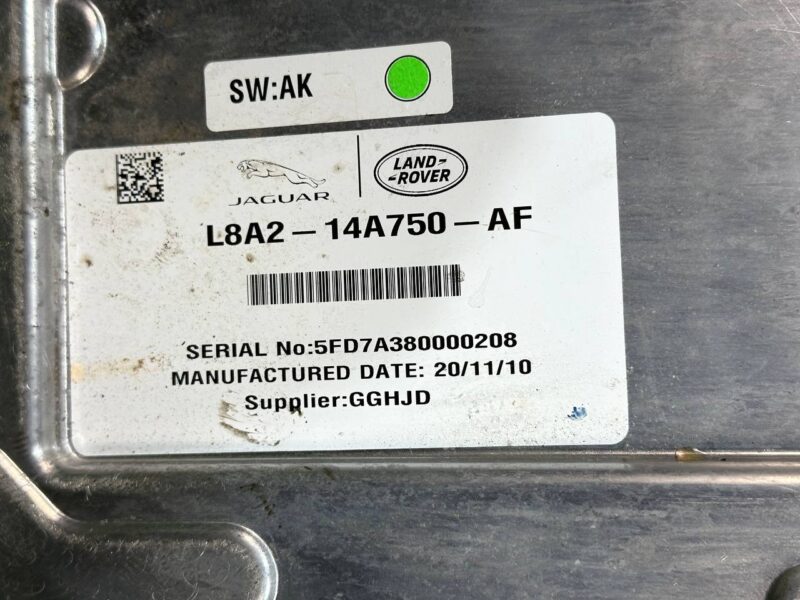 SW:AK
JAGUAR
LAND-
-ROVER
L8A2-14A750-AF
SERIAL No:5FD7A380000208
MANUFACTURED DATE: 20/11/10
Supplier:GGHJD